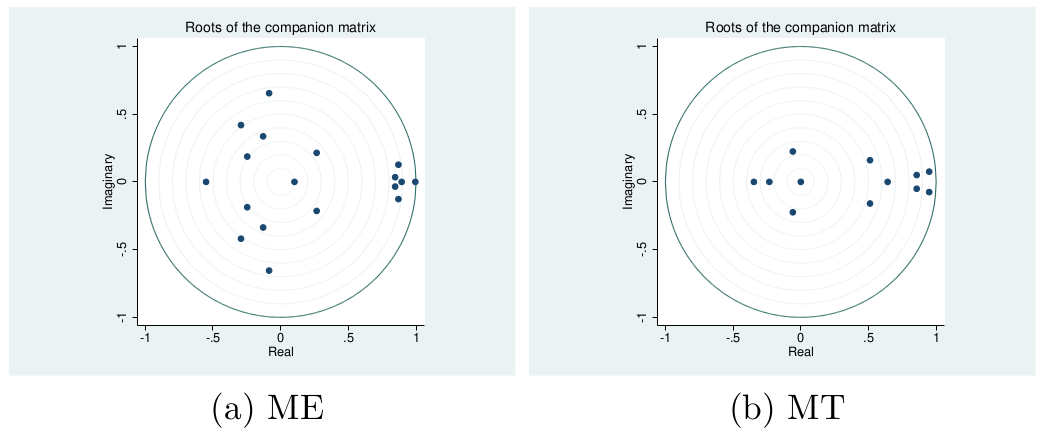 Roots of the companion matrix
1
.5
0
-.5
-1
Imaginary
-1 -.5 0 .5 1
Real
(a) ME
Roots of the companion matrix
1
.5
0
-.5
-1
Imaginary
-1 -.5 0 .5 1
Real
(b) MT